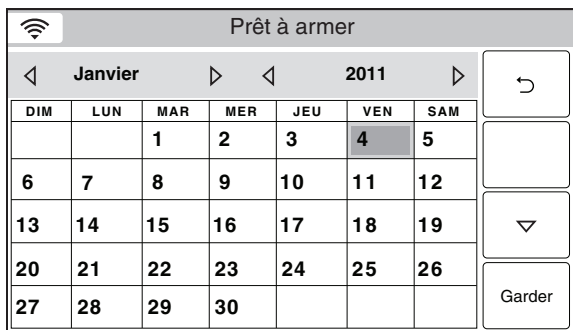 Prêt à armer
Janvier 2011
DIM LUN MAR MER JEU VEN SAM
1 2 3 4 5
6 7 8 9 10 11 12
13 14 15 16 17 18 19
20 21 22 23 24 25 26
27 28 29 30
Garder